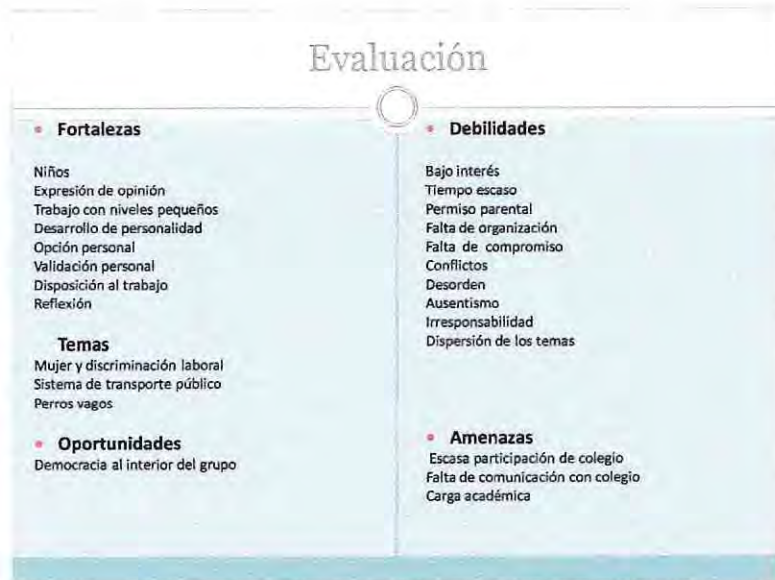 Evaluación
• Fortalezas
Niños
Expresión de opinión
Trabajo con niveles pequeños
Desarrollo de personalidad
Opción personal
Validación personal
Disposición al trabajo
Reflexión
Temas
Mujer y discriminación laboral
Sistema de transporte público
Perros vagos
• Oportunidades
Democracia al interior del grupo
• Debilidades
Bajo interés
Tiempo escaso
Permiso parental
Falta de organización
Falta de compromiso
Conflictos
Desorden
Ausentismo
Irresponsabilidad
Dispersión de los temas
• Amenazas
Escasa participación de colegio
Falta de comunicación con colegio
Carga académica